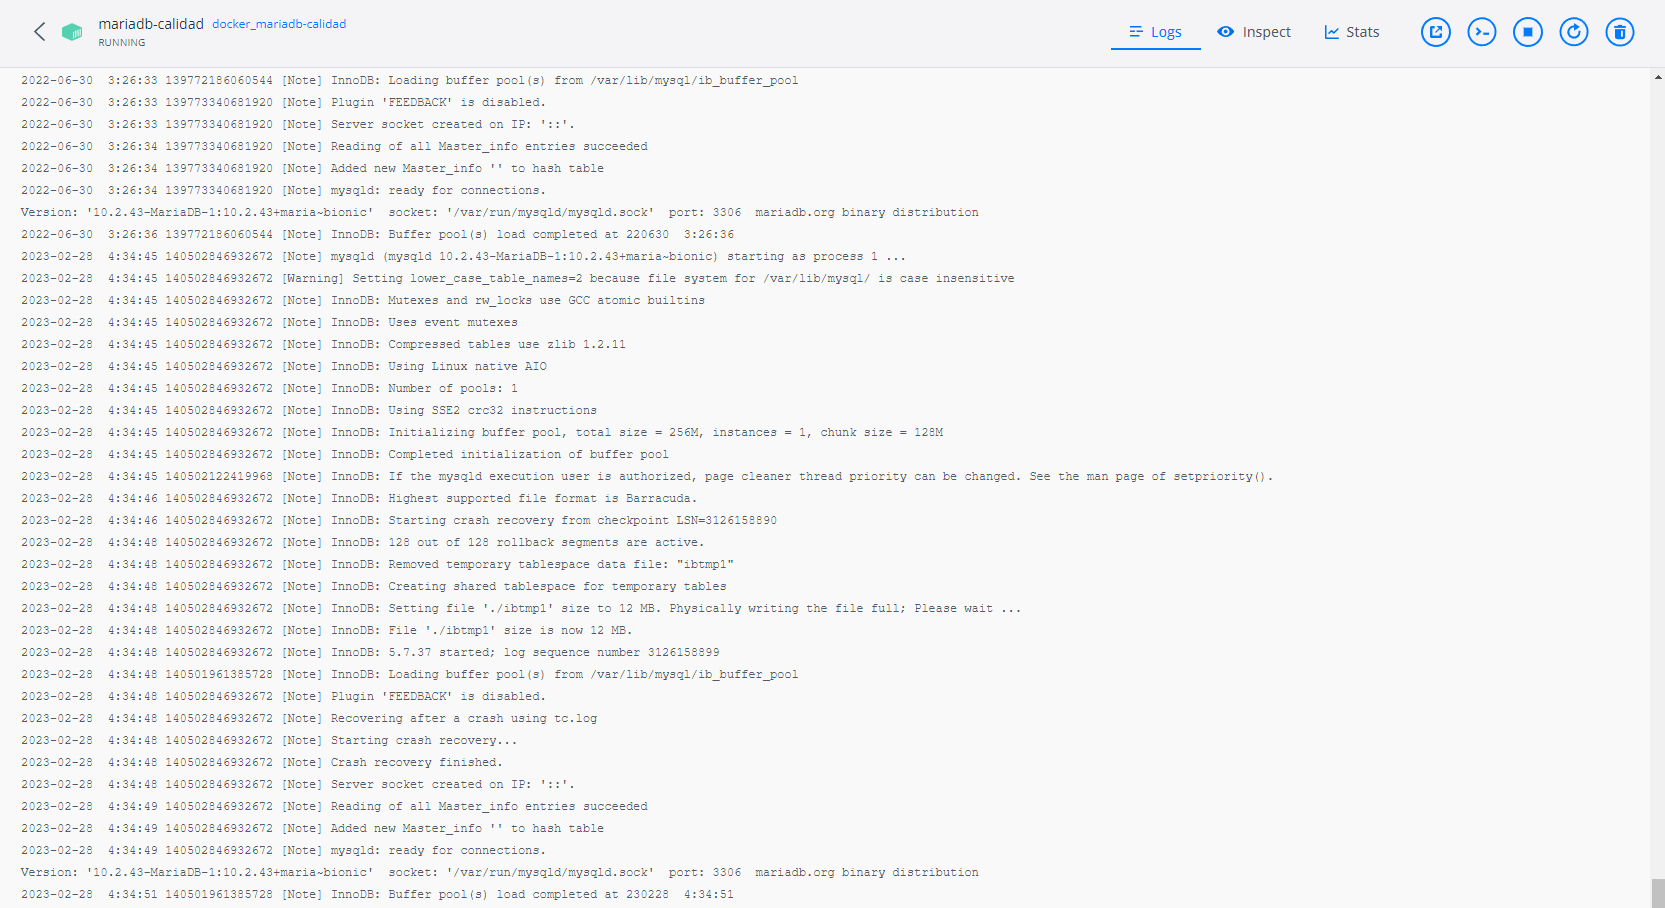 mariadb-calidad docker_mariadb-calidad
RUNNING
Logs Inspect Stats
2022-06-30  3:26:33 139772186060544 [Note] InnoDB: Loading buffer pool(s) from /var/lib/mysql/ib_buffer_pool
2022-06-30  3:26:33 139773340681920 [Note] Plugin 'FEEDBACK' is disabled.
2022-06-30  3:26:33 139773340681920 [Note] Server socket created on IP: '::'.
2022-06-30  3:26:34 139773340681920 [Note] Reading of all Master_info entries succeeded
2022-06-30  3:26:34 139773340681920 [Note] Added new Master_info '' to hash table
2022-06-30  3:26:34 139773340681920 [Note] mysqld: ready for connections.
Version: '10.2.43-MariaDB-1:10.2.43+maria~bionic'  socket: '/var/run/mysqld/mysqld.sock'  port: 3306  mariadb.org binary distribution
2022-06-30  3:26:36 139772186060544 [Note] InnoDB: Buffer pool(s) load completed at 220630  3:26:36
2023-02-28  4:34:45 140502846932672 [Note] mysqld (mysqld 10.2.43-MariaDB-1:10.2.43+maria~bionic) starting as process 1 ...
2023-02-28  4:34:45 140502846932672 [Warning] Setting lower_case_table_names=2 because file system for /var/lib/mysql/ is case insensitive
2023-02-28  4:34:45 140502846932672 [Note] InnoDB: Mutexes and rw_locks use GCC atomic builtins
2023-02-28  4:34:45 140502846932672 [Note] InnoDB: Uses event mutexes
2023-02-28  4:34:45 140502846932672 [Note] InnoDB: Compressed tables use zlib 1.2.11
2023-02-28  4:34:45 140502846932672 [Note] InnoDB: Using Linux native AIO
2023-02-28  4:34:45 140502846932672 [Note] InnoDB: Number of pools: 1
2023-02-28  4:34:45 140502846932672 [Note] InnoDB: Using SSE2 crc32 instructions
2023-02-28  4:34:45 140502846932672 [Note] InnoDB: Initializing buffer pool, total size = 256M, instances = 1, chunk size = 128M
2023-02-28  4:34:45 140502846932672 [Note] InnoDB: Completed initialization of buffer pool
2023-02-28  4:34:45 140502122419968 [Note] InnoDB: If the mysqld execution user is authorized, page cleaner thread priority can be changed. See the man page of setpriority().
2023-02-28  4:34:46 140502846932672 [Note] InnoDB: Highest supported file format is Barracuda.
2023-02-28  4:34:46 140502846932672 [Note] InnoDB: Starting crash recovery from checkpoint LSN=3126158890
2023-02-28  4:34:48 140502846932672 [Note] InnoDB: 128 out of 128 rollback segments are active.
2023-02-28  4:34:48 140502846932672 [Note] InnoDB: Removed temporary tablespace data file: "ibtmp1"
2023-02-28  4:34:48 140502846932672 [Note] InnoDB: Creating shared tablespace for temporary tables
2023-02-28  4:34:48 140502846932672 [Note] InnoDB: Setting file './ibtmp1' size to 12 MB. Physically writing the file full; Please wait ...
2023-02-28  4:34:48 140502846932672 [Note] InnoDB: File './ibtmp1' size is now 12 MB.
2023-02-28  4:34:48 140502846932672 [Note] InnoDB: 5.7.37 started; log sequence number 3126158899
2023-02-28  4:34:48 140501961385728 [Note] InnoDB: Loading buffer pool(s) from /var/lib/mysql/ib_buffer_pool
2023-02-28  4:34:48 140502846932672 [Note] Plugin 'FEEDBACK' is disabled.
2023-02-28  4:34:48 140502846932672 [Note] Recovering after a crash using tc.log
2023-02-28  4:34:48 140502846932672 [Note] Starting crash recovery...
2023-02-28  4:34:48 140502846932672 [Note] Crash recovery finished.
2023-02-28  4:34:48 140502846932672 [Note] Server socket created on IP: '::'.
2023-02-28  4:34:49 140502846932672 [Note] Reading of all Master_info entries succeeded
2023-02-28  4:34:49 140502846932672 [Note] Added new Master_info '' to hash table
2023-02-28  4:34:49 140502846932672 [Note] mysqld: ready for connections.
Version: '10.2.43-MariaDB-1:10.2.43+maria~bionic'  socket: '/var/run/mysqld/mysqld.sock'  port: 3306  mariadb.org binary distribution
2023-02-28  4:34:51 140501961385728 [Note] InnoDB: Buffer pool(s) load completed at 230228  4:34:51